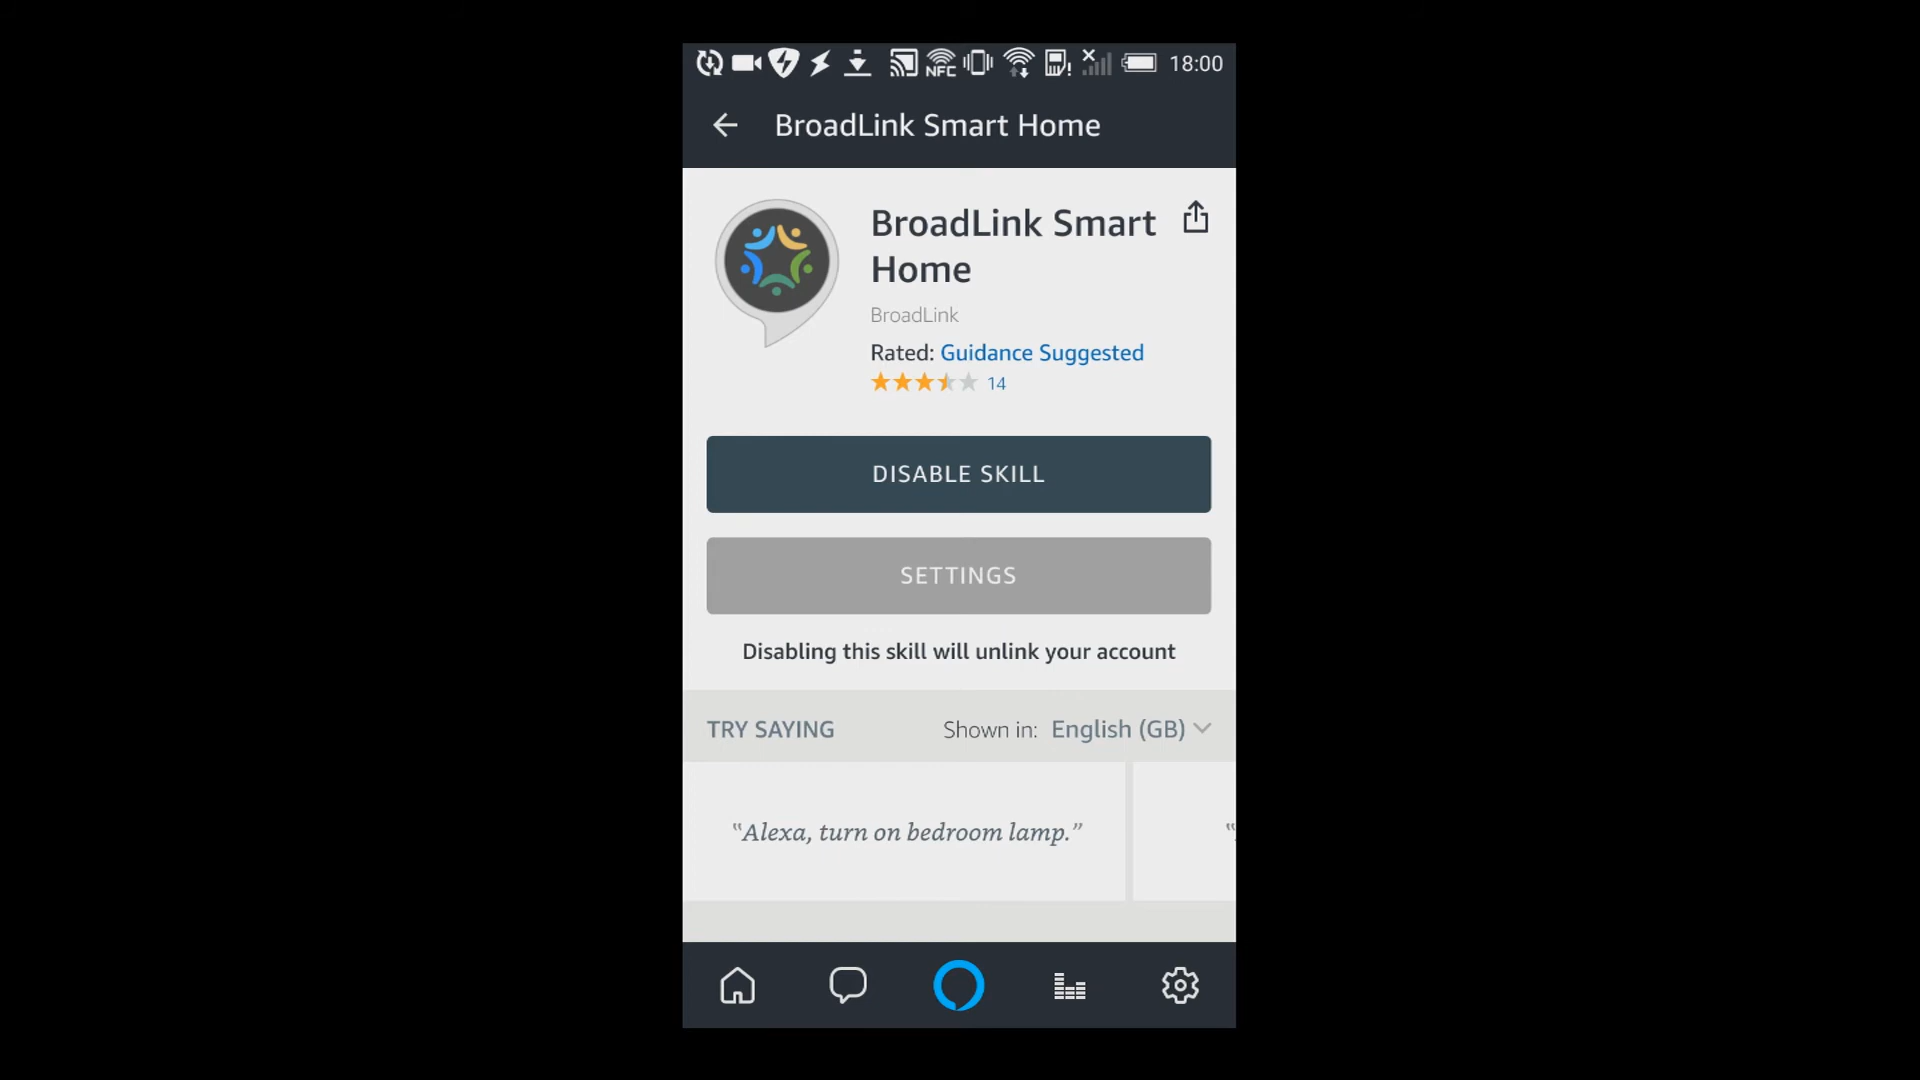 NFC 18:00
BroadLink Smart Home
BroadLink Smart
Home
BroadLink
Rated: Guidance Suggested
14
DISABLE SKILL
SETTINGS
Disabling this skill will unlink your account
TRY SAYING Shown in: English (GB)
"Alexa, turn on bedroom lamp."